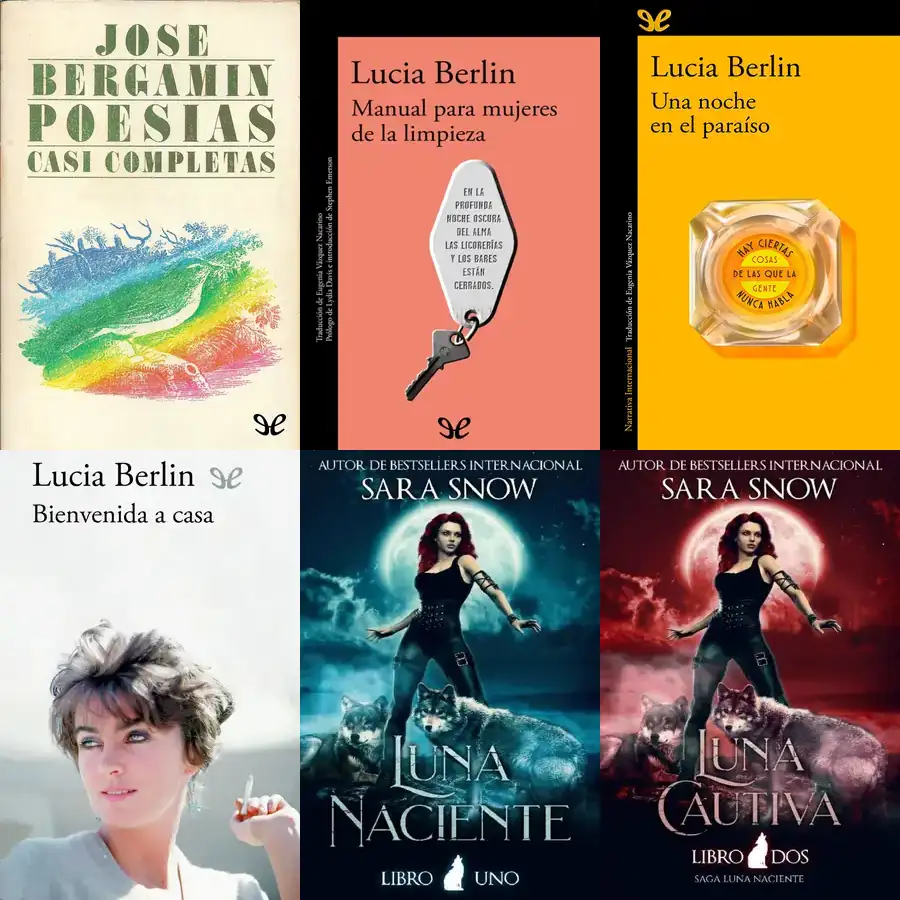 JOSE
BERGAMIN
POESIAS
CASI COMPLETAS
Lucia Berlin
Manual para mujeres
de la limpieza
EN LA
PROFUNDA
NOCHE OSCURA
DEL ALMA
LAS LICORERÍAS
Y LOS BARES
ESTÁN
CERRADOS.
Traducción de Eugenia Vázquez Nacarino
Prólogo de Lydia Davis e introducción de Stephen Emerson
Lucia Berlin
Una noche
en el paraíso
HAY CIERTAS
COSAS
DE LAS QUE LA
GENTE
NUNCA HABLA
Narrativa Internacional Traducción de Eugenia Vázquez Nacarino
Lucia Berlin
Bienvenida a casa
AUTOR DE BESTSELLERS INTERNACIONAL
SARA SNOW
LUNA
NACIENTE
LIBRO UNO
AUTOR DE BESTSELLERS INTERNACIONAL
SARA SNOW
LUNA
CAUTIVA
LIBRO DOS
SAGA LUNA NACIENTE